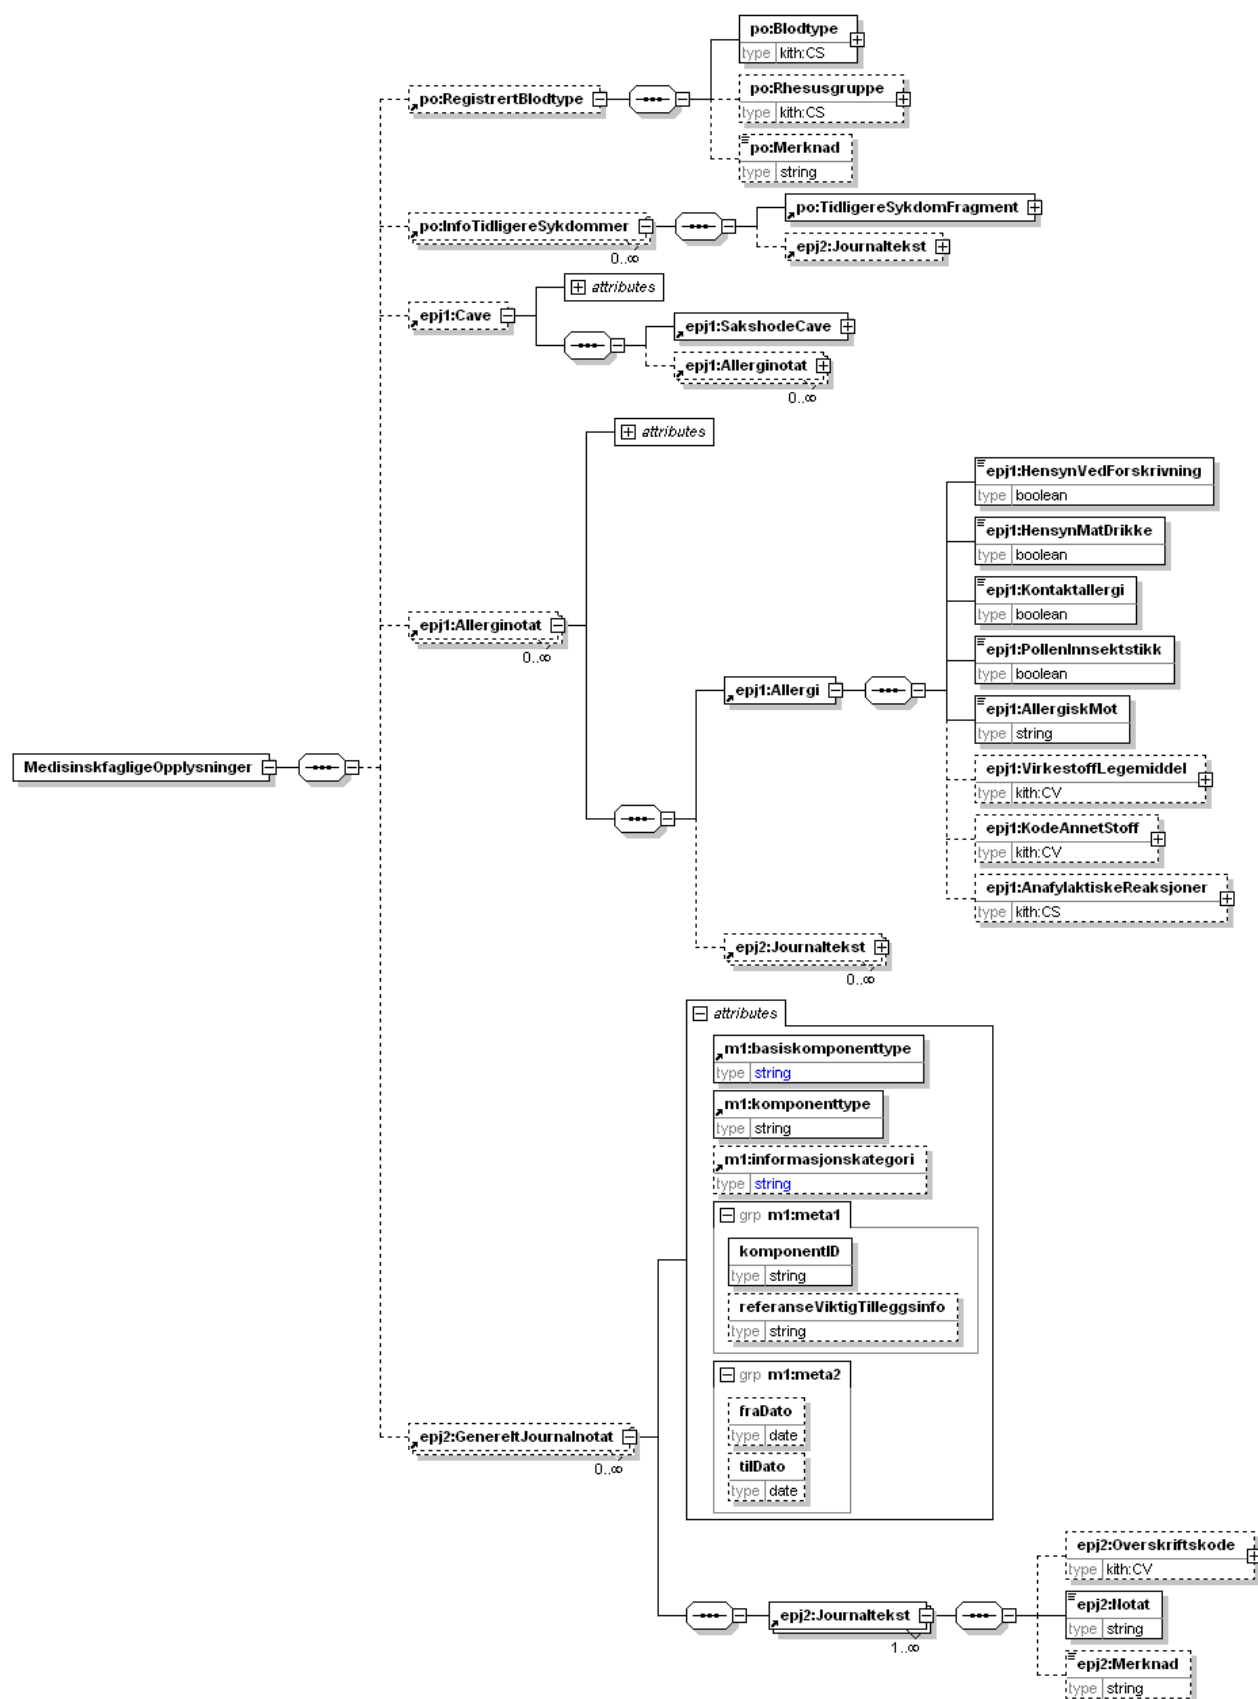 po:Blodtype
type kith:CS
po:RegistrertBlodtype
po:Rhesusgruppe
type kith:CS
po:Merknad
type string
po:InfoTidligereSykdommer
0..∞
po:TidligereSykdomFragment
epj2:Journaltekst
epj1:Cave
attributes
epj1:SakshodeCave
epj1:Allerginotat
0..∞
attributes
epj1:Allerginotat
0..∞
epj1:Allergi
epj1:HensynVedForskrivning
type boolean
epj1:HensynMatDrikke
type boolean
epj1:Kontaktallergi
type boolean
epj1:PollenInnsektstikk
type boolean
epj1:AllergiskMot
type string
epj1:VirkestoffLegemiddel
type kith:CV
epj1:KodeAnnetStoff
type kith:CV
epj1:AnafylaktiskeReaksjoner
type kith:CS
epj2:Journaltekst
0..∞
MedisinskfagligeOpplysninger
attributes
m1:basiskomponenttype
type string
m1:komponenttype
type string
m1:informasjonskategori
type string
grp m1:meta1
komponentID
type string
referanseViktigTilleggsinfo
type string
grp m1:meta2
fraDato
type date
tilDato
type date
epj2:GenereltJournalnotat
0..∞
epj2:Journaltekst
1..∞
epj2:Overskriftskode
type kith:CV
epj2:Notat
type string
epj2:Merknad
type string